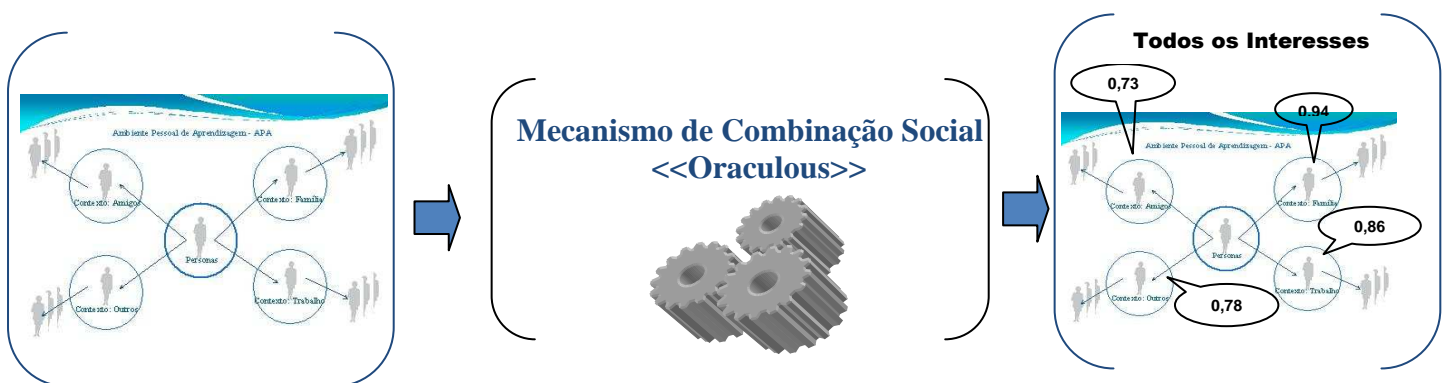 Ambiente Pessoal de Aprendizagem - APA
Contexto: Amigos
Contexto: Família
Personas
Contexto: Outros
Contexto: Trabalho
Mecanismo de Combinação Social
<<Oraculous>>
Todos os Interesses
0,73
0.94
Ambiente Pessoal de Aprendizagem - APA
Contexto: Amigos
Contexto: Família
0,86
Personas
Contexto: Outros
Contexto: Trabalho
0,78